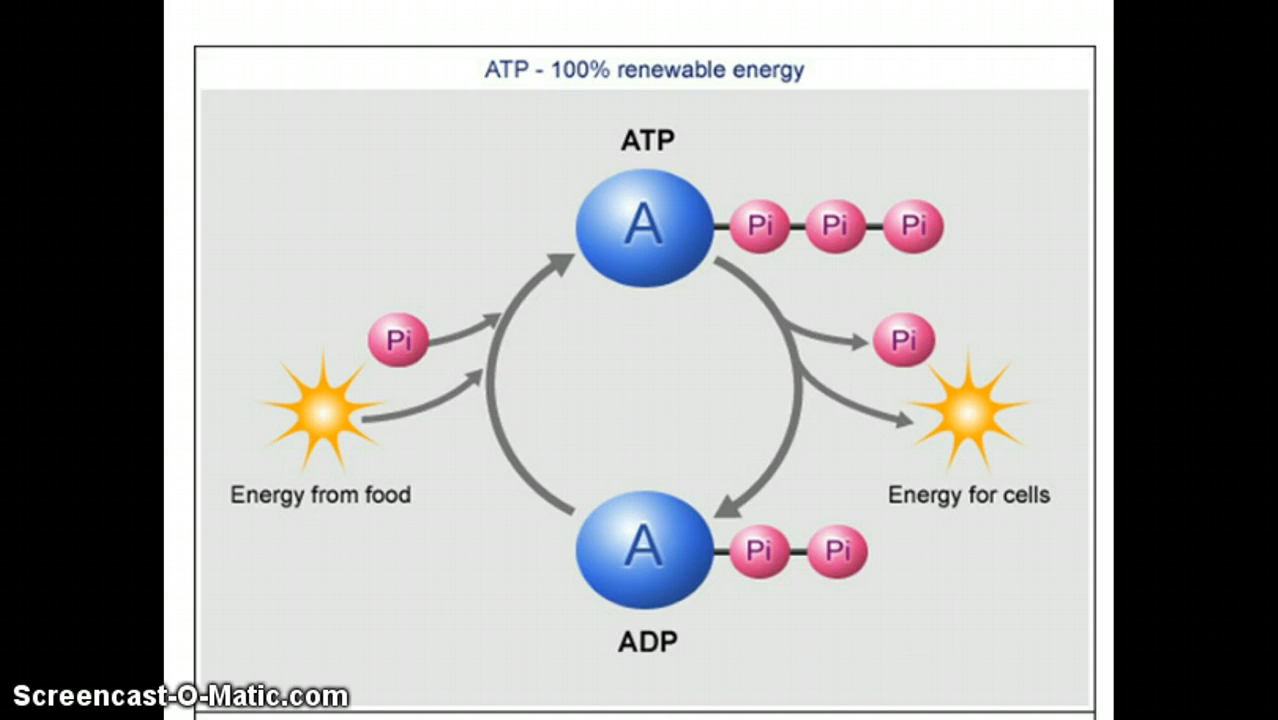 ATP - 100% renewable energy
ATP
A Pi Pi Pi
Pi Pi
Energy from food Energy for cells
A Pi Pi
ADP
Screencast-O-Matic.com